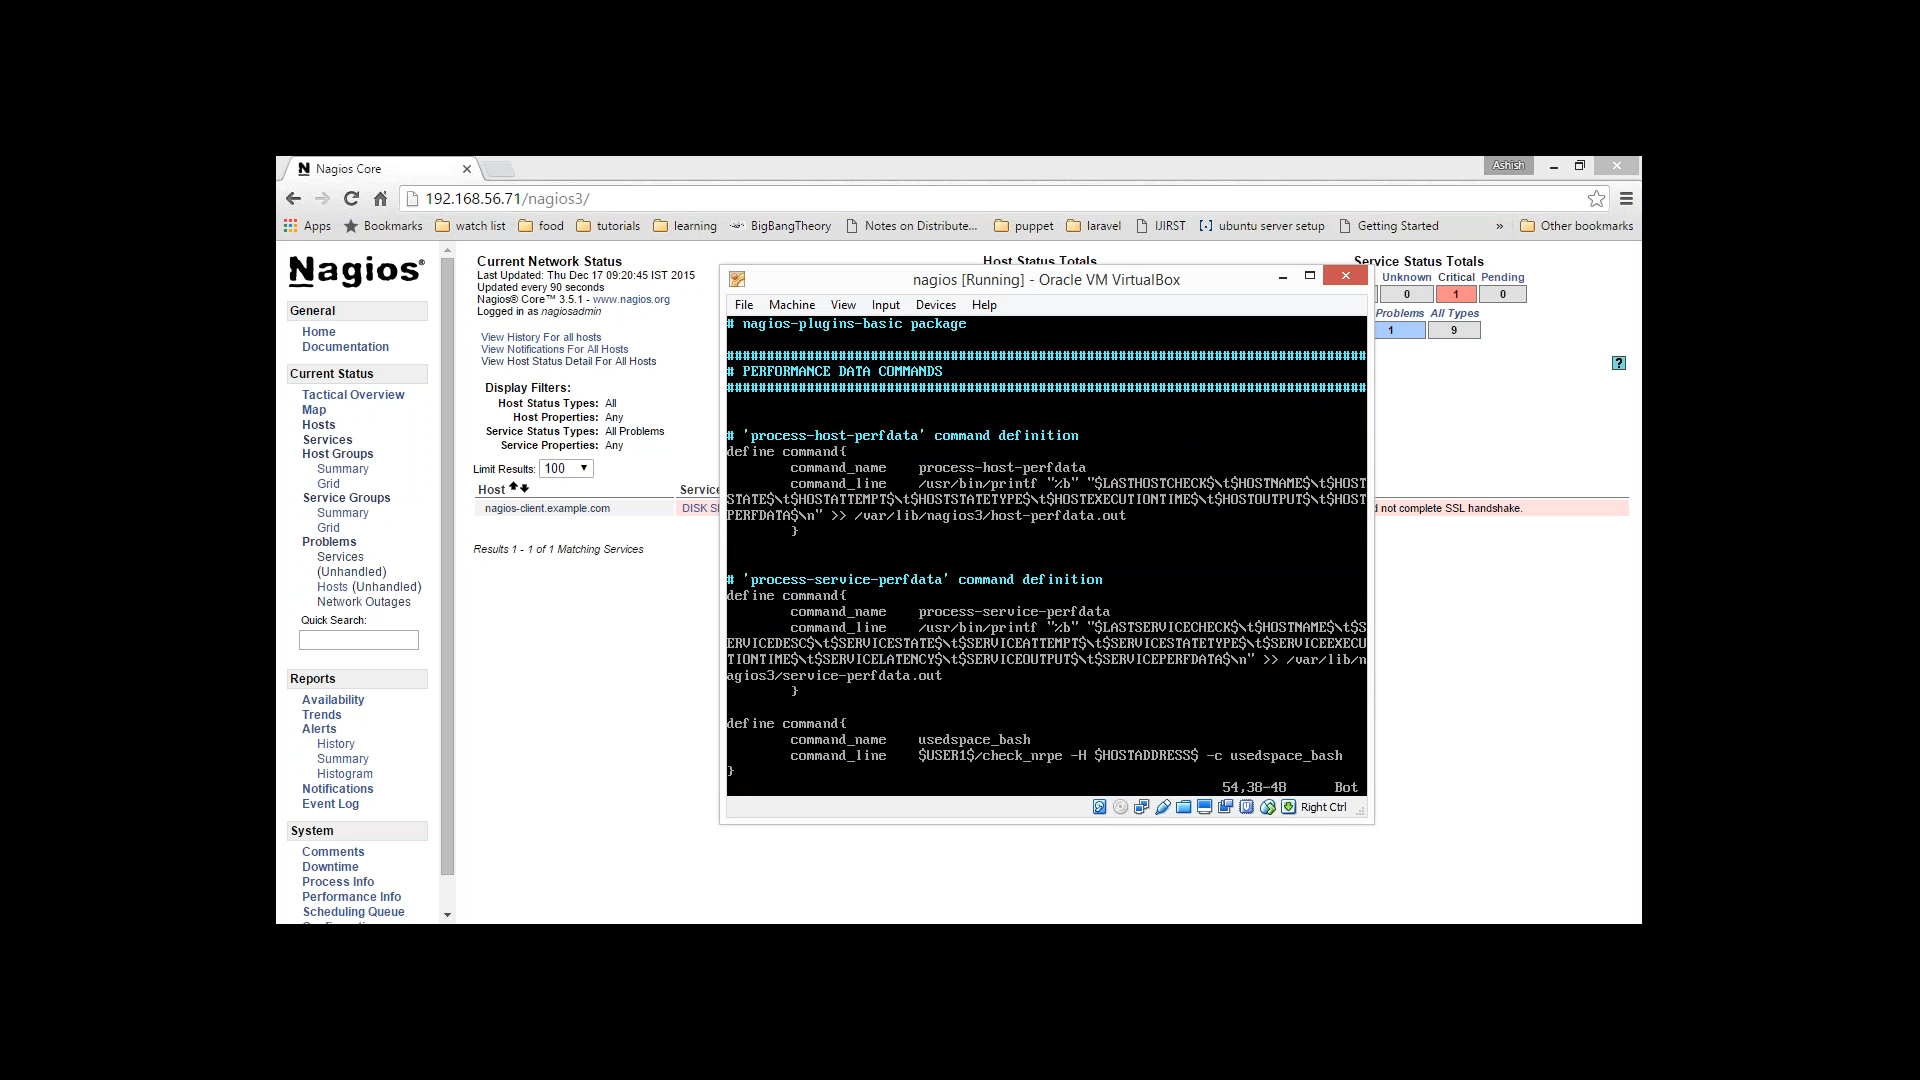 Nagios Core
Ashish
192.168.56.71/nagios3/
Apps
Bookmarks
watch list
food
tutorials
learning
BigBangTheory
Notes on Distribute...
puppet
laravel
IJIRST
ubuntu server setup
Getting Started
»
Other bookmarks
Nagios®
General
Home
Documentation
Current Status
Tactical Overview
Map
Hosts
Services
Host Groups
Summary
Grid
Service Groups
Summary
Grid
Problems
Services
(Unhandled)
Hosts (Unhandled)
Network Outages
Quick Search:
Reports
Availability
Trends
Alerts
History
Summary
Histogram
Notifications
Event Log
System
Comments
Downtime
Process Info
Performance Info
Scheduling Queue
Current Network Status
Last Updated: Thu Dec 17 09:20:45 IST 2015
Updated every 90 seconds
Nagios® Core™ 3.5.1 - www.nagios.org
Logged in as nagiosadmin
View History For all hosts
View Notifications For All Hosts
View Host Status Detail For All Hosts
Display Filters:
Host Status Types: All
Host Properties: Any
Service Status Types: All Problems
Service Properties: Any
Limit Results: 100
Host
Service
nagios-client.example.com
DISK S
Results 1 - 1 of 1 Matching Services
Host Status Totals
Service Status Totals
Unknown Critical Pending
0 1 0
Problems All Types
1 9
?
not complete SSL handshake.
nagios [Running] - Oracle VM VirtualBox
File Machine View Input Devices Help
# nagios-plugins-basic package
################################################################################
# PERFORMANCE DATA COMMANDS
################################################################################
# 'process-host-perfdata' command definition
define command{
command_name process-host-perfdata
command_line /usr/bin/printf "%b" "$LASTHOSTCHECK$\t$HOSTNAME$\t$HOST
STATE$\t$HOSTATTEMPT$\t$HOSTSTATETYPE$\t$HOSTEXECUTIONTIME$\t$HOSTOUTPUT$\t$HOST
PERFDATA$\n" >> /var/lib/nagios3/host-perfdata.out
}
# 'process-service-perfdata' command definition
define command{
command_name process-service-perfdata
command_line /usr/bin/printf "%b" "$LASTSERVICECHECK$\t$HOSTNAME$\t$S
ERVICEDESC$\t$SERVICESTATE$\t$SERVICEATTEMPT$\t$SERVICESTATETYPE$\t$SERVICEEXECU
TIONTIME$\t$SERVICELATENCY$\t$SERVICEOUTPUT$\t$SERVICEPERFDATA$\n" >> /var/lib/n
agios3/service-perfdata.out
}
define command{
command_name usedspace_bash
command_line $USER1$/check_nrpe -H $HOSTADDRESS$ -c usedspace_bash
}
54,38-48 Bot
Right Ctrl